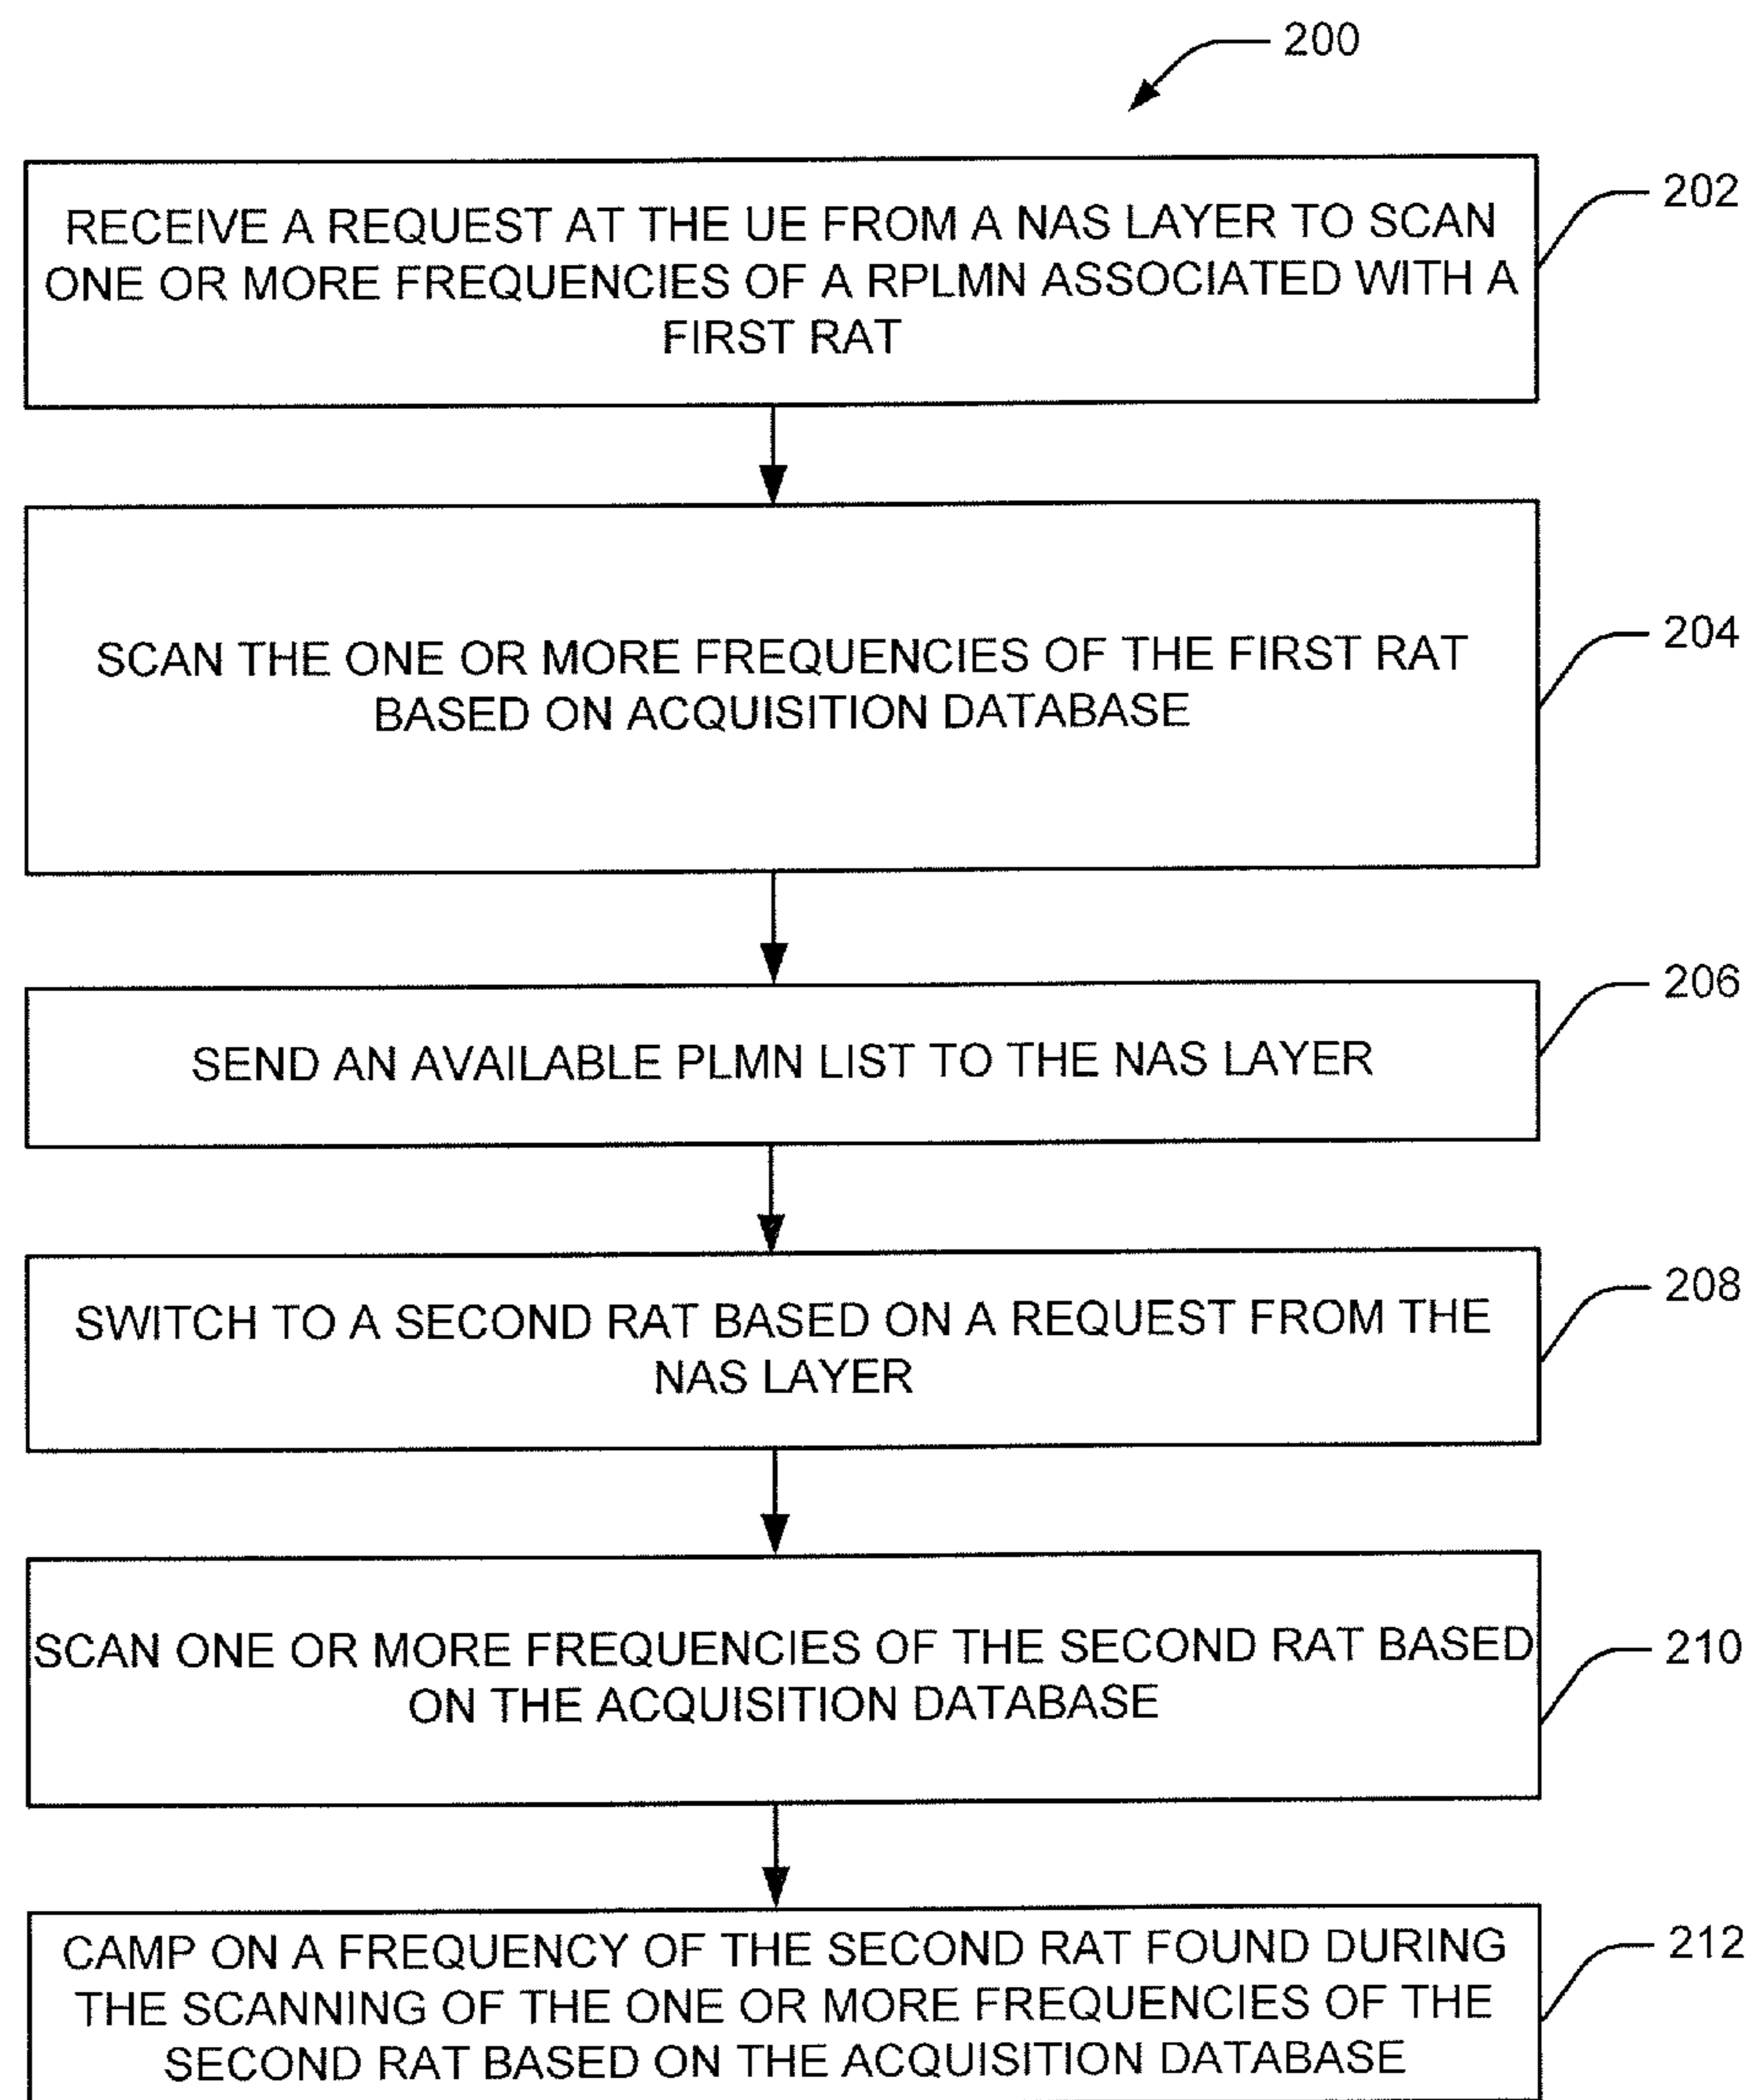 200
RECEIVE A REQUEST AT THE UE FROM A NAS LAYER TO SCAN
ONE OR MORE FREQUENCIES OF A RPLMN ASSOCIATED WITH A
FIRST RAT
202
SCAN THE ONE OR MORE FREQUENCIES OF THE FIRST RAT
BASED ON ACQUISITION DATABASE
204
SEND AN AVAILABLE PLMN LIST TO THE NAS LAYER
206
SWITCH TO A SECOND RAT BASED ON A REQUEST FROM THE
NAS LAYER
208
SCAN ONE OR MORE FREQUENCIES OF THE SECOND RAT BASED
ON THE ACQUISITION DATABASE
210
CAMP ON A FREQUENCY OF THE SECOND RAT FOUND DURING
THE SCANNING OF THE ONE OR MORE FREQUENCIES OF THE
SECOND RAT BASED ON THE ACQUISITION DATABASE
212